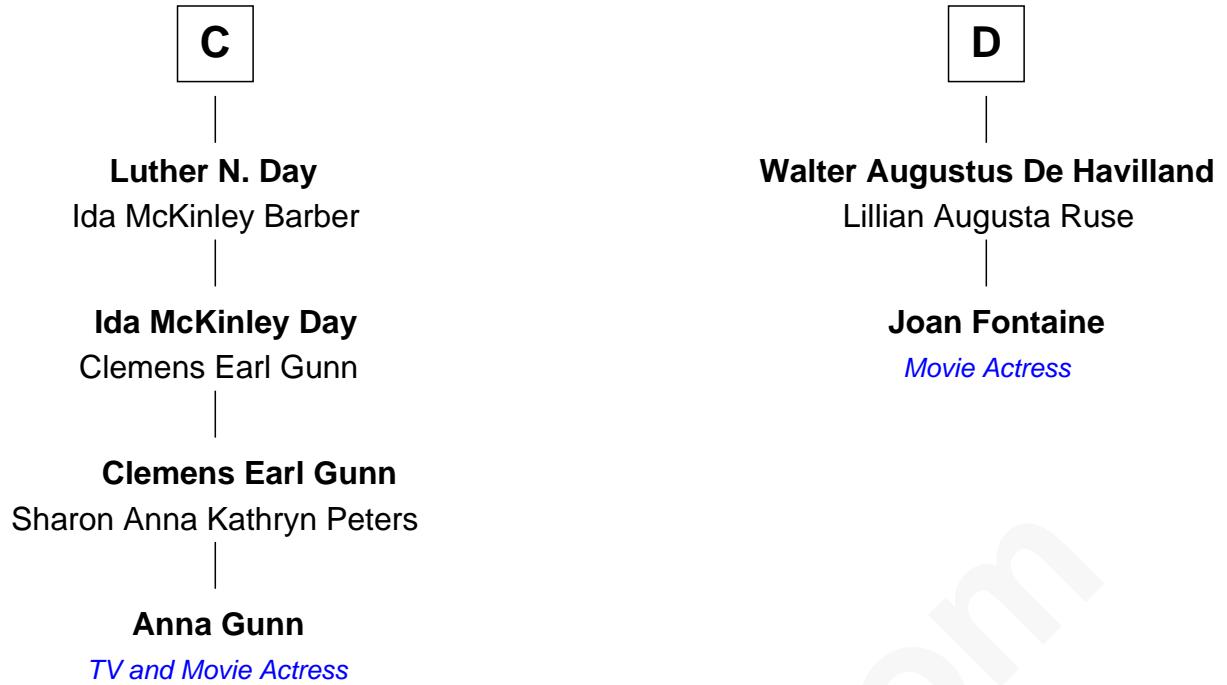 C
Luther N. Day
Ida McKinley Barber
Ida McKinley Day
Clemens Earl Gunn
Clemens Earl Gunn
Sharon Anna Kathryn Peters
Anna Gunn
TV and Movie Actress
D
Walter Augustus De Havilland
Lillian Augusta Ruse
Joan Fontaine
Movie Actress
om